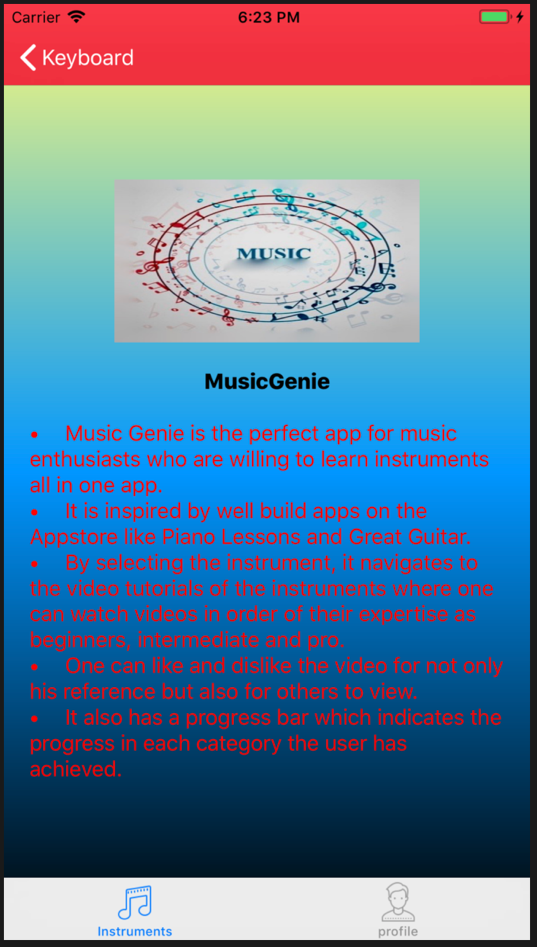 Carrier 6:23 PM
Keyboard
MUSIC
MusicGenie
• Music Genie is the perfect app for music
enthusiasts who are willing to learn instruments
all in one app.
• It is inspired by well build apps on the
Appstore like Piano Lessons and Great Guitar.
• By selecting the instrument, it navigates to
the video tutorials of the instruments where one
can watch videos in order of their expertise as
beginners, intermediate and pro.
• One can like and dislike the video for not only
his reference but also for others to view.
• It also has a progress bar which indicates the
progress in each category the user has
achieved.
Instruments profile